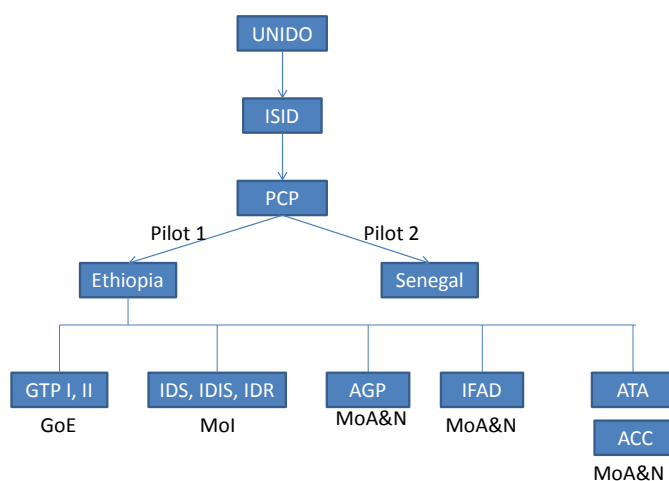 UNIDO
ISID
PCP
Pilot 1
Pilot 2
Ethiopia
Senegal
GTP I, II
IDS, IDIS, IDR
AGP
IFAD
ATA
GoE
MoI
MoA&N
MoA&N
ACC
MoA&N